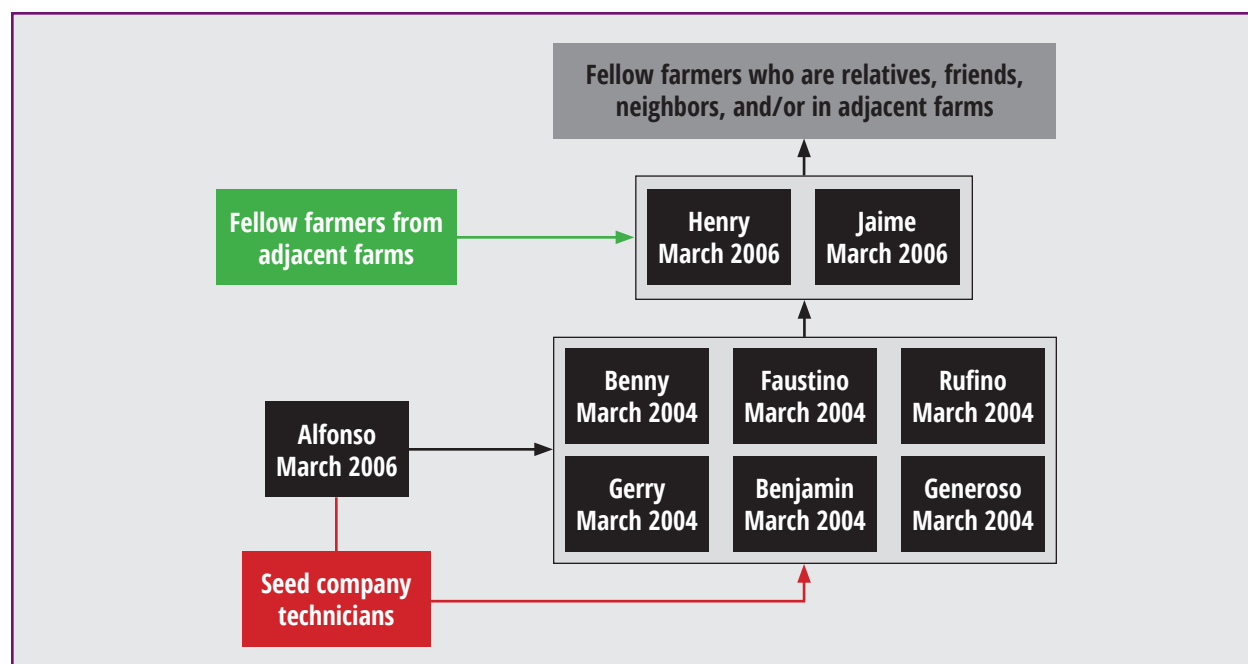 Fellow farmers who are relatives, friends,
neighbors, and/or in adjacent farms
Fellow farmers from
adjacent farms
Henry
March 2006
Jaime
March 2006
Benny
March 2004
Faustino
March 2004
Rufino
March 2004
Alfonso
March 2006
Gerry
March 2004
Benjamin
March 2004
Generoso
March 2004
Seed company
technicians